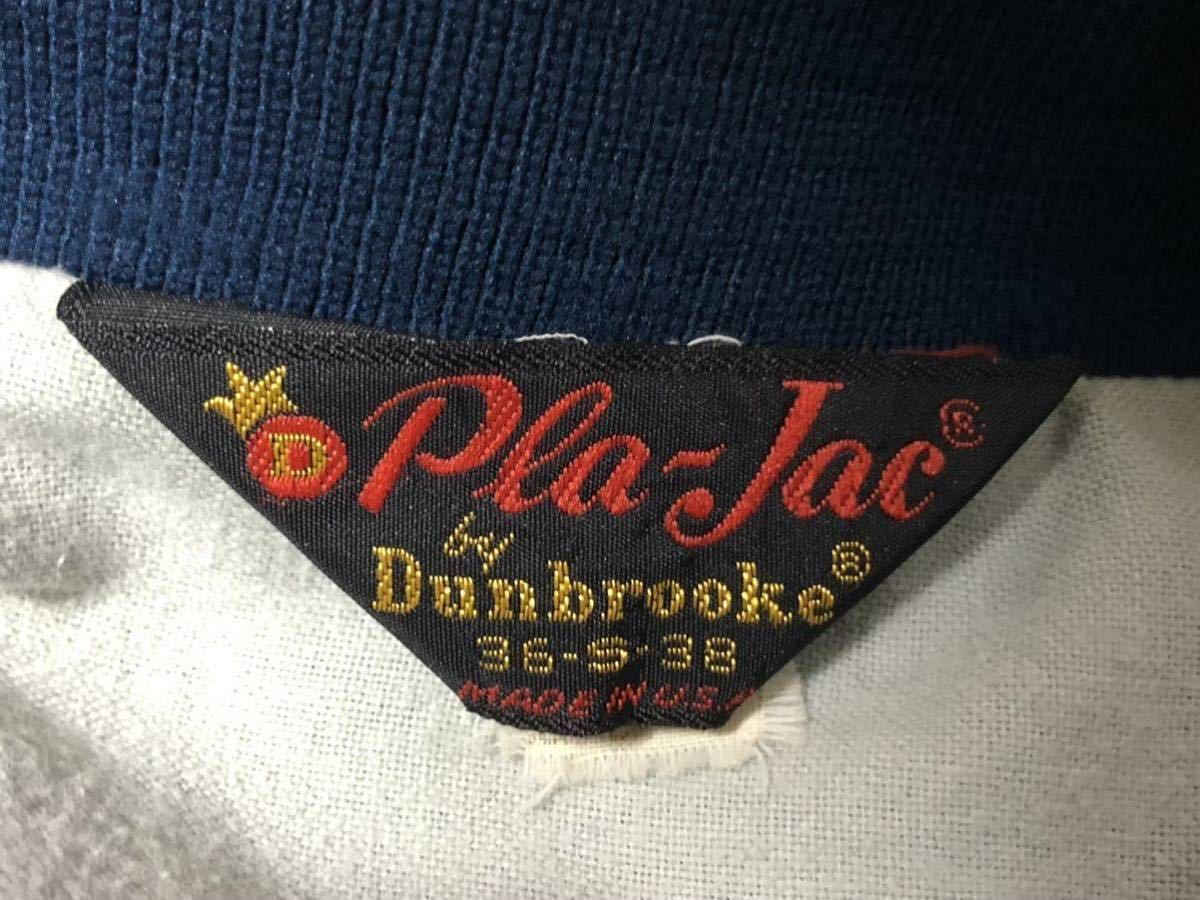 D Pla-Jac®
by
Dunbrooke®
36-S-38
MADE IN U.S.A